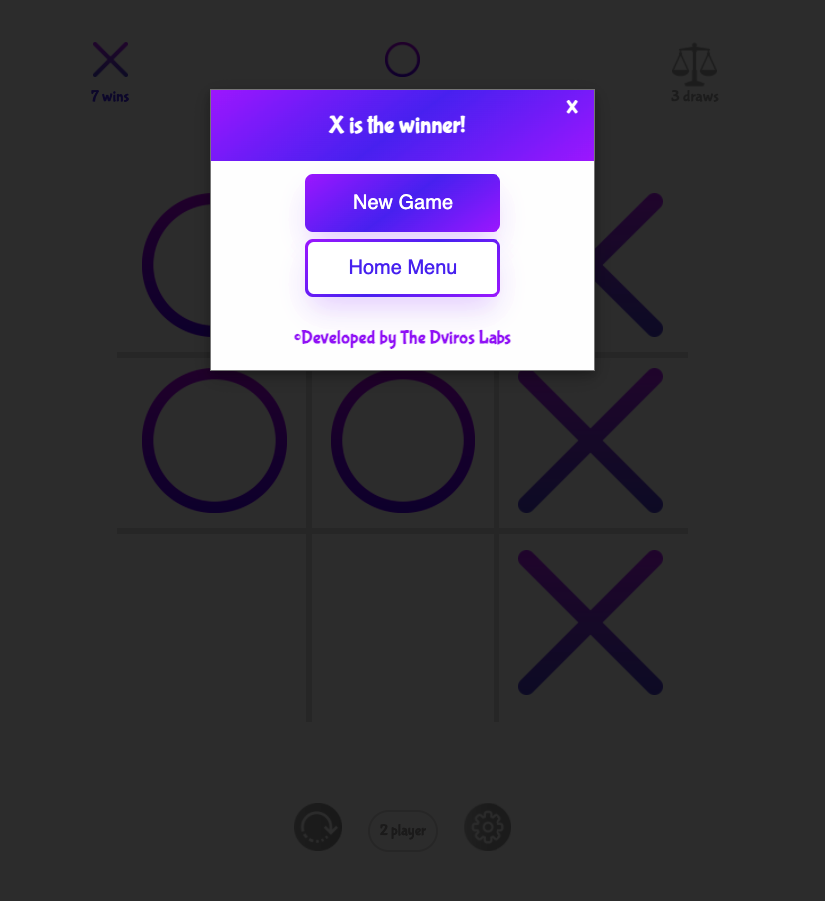 7 wins
3 draws
X is the winner!
X
New Game
Home Menu
©Developed by The Dviros Labs
2 player